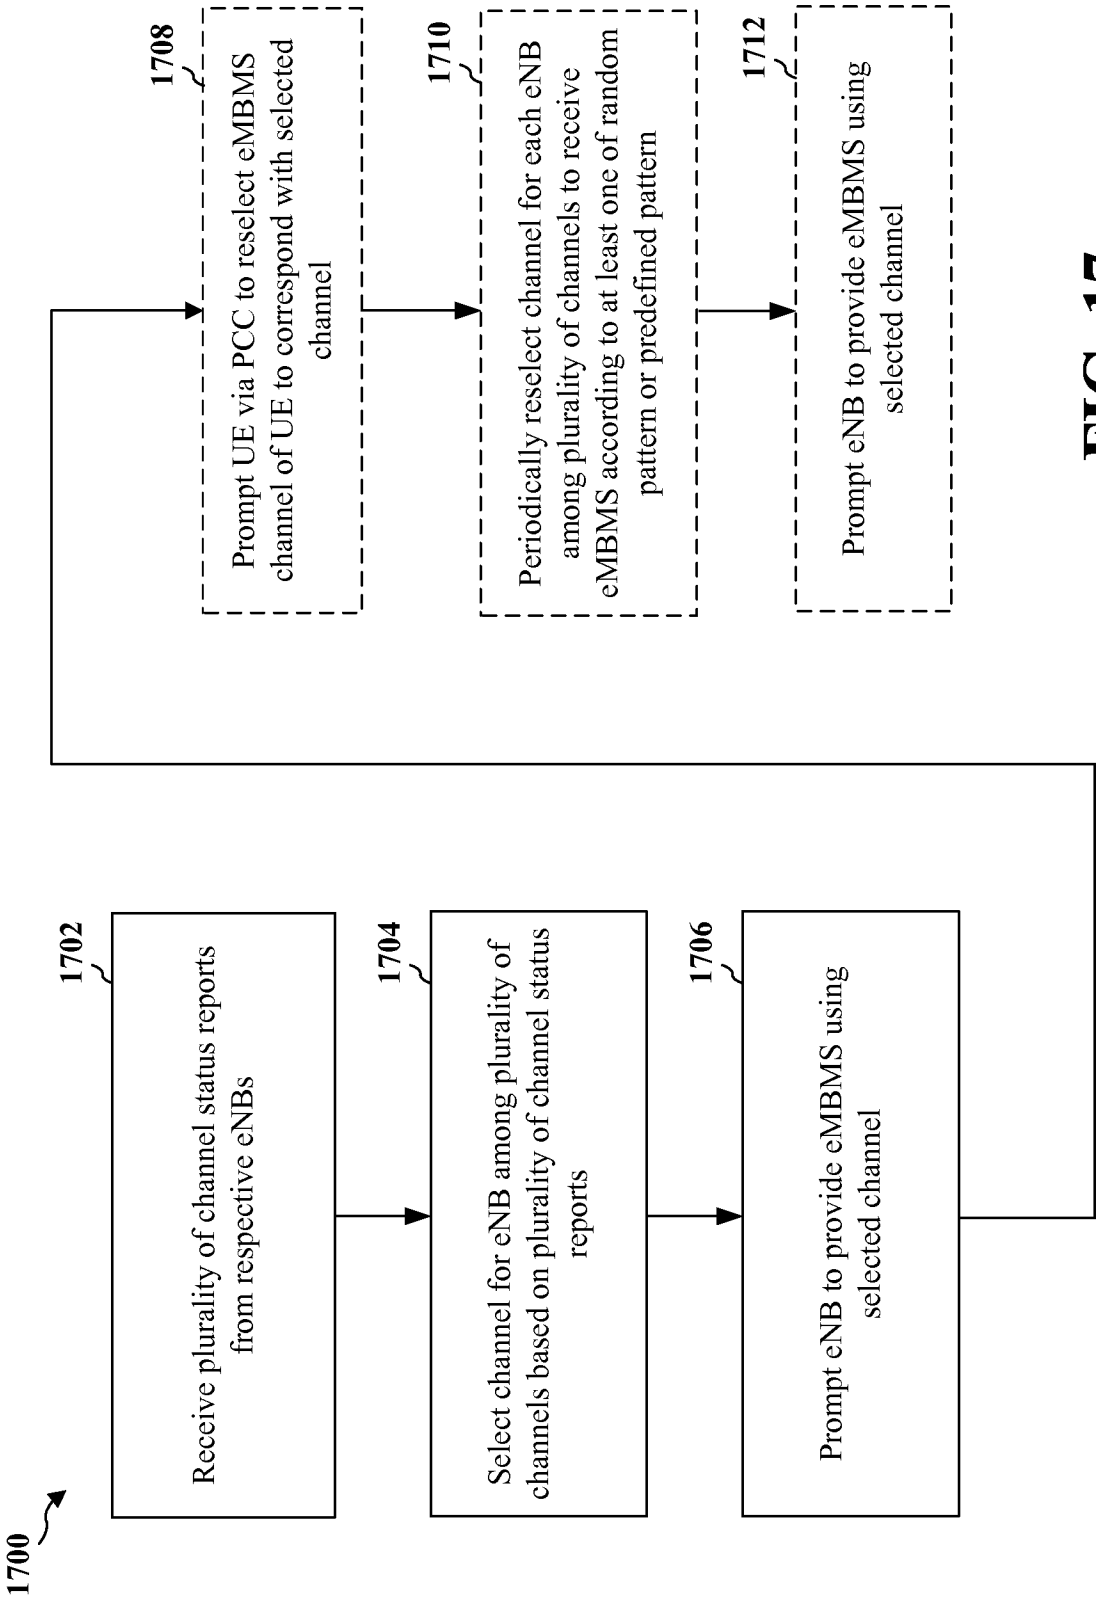 1700
1702
Receive plurality of channel status reports
from respective eNBs
1704
Select channel for eNB among plurality of
channels based on plurality of channel status
reports
1706
Prompt eNB to provide eMBMS using
selected channel
1708
Prompt UE via PCC to reselect eMBMS
channel of UE to correspond with selected
channel
1710
Periodically reselect channel for each eNB
among plurality of channels to receive
eMBMS according to at least one of random
pattern or predefined pattern
1712
Prompt eNB to provide eMBMS using
selected channel
FIG. 17